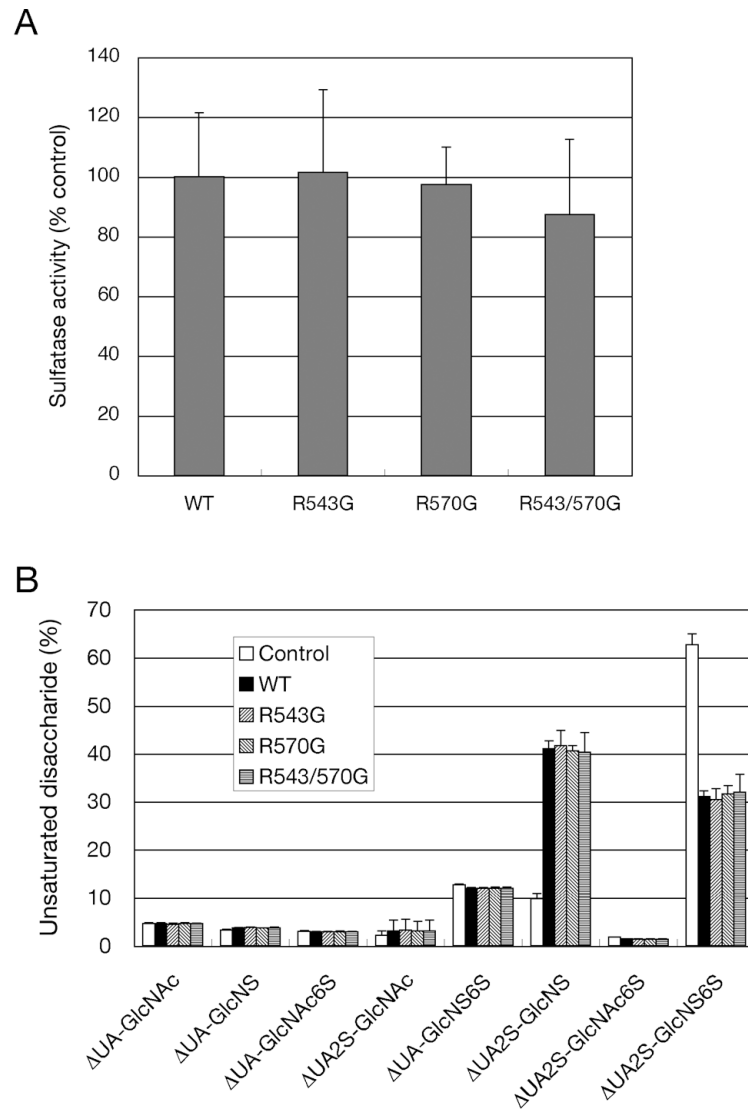 A
Sulfatase activity (% control)
140
120
100
80
60
40
20
0
WT
R543G
R570G
R543/570G
B
Unsaturated disaccharide (%)
70
60
50
40
30
20
10
0
Control
WT
R543G
R570G
R543/570G
ΔUA-GlcNAc
ΔUA-GlcNS
ΔUA-GlcNAc6S
ΔUA2S-GlcNAc
ΔUA-GlcNS6S
ΔUA2S-GlcNS
ΔUA2S-GlcNAc6S
ΔUA2S-GlcNS6S